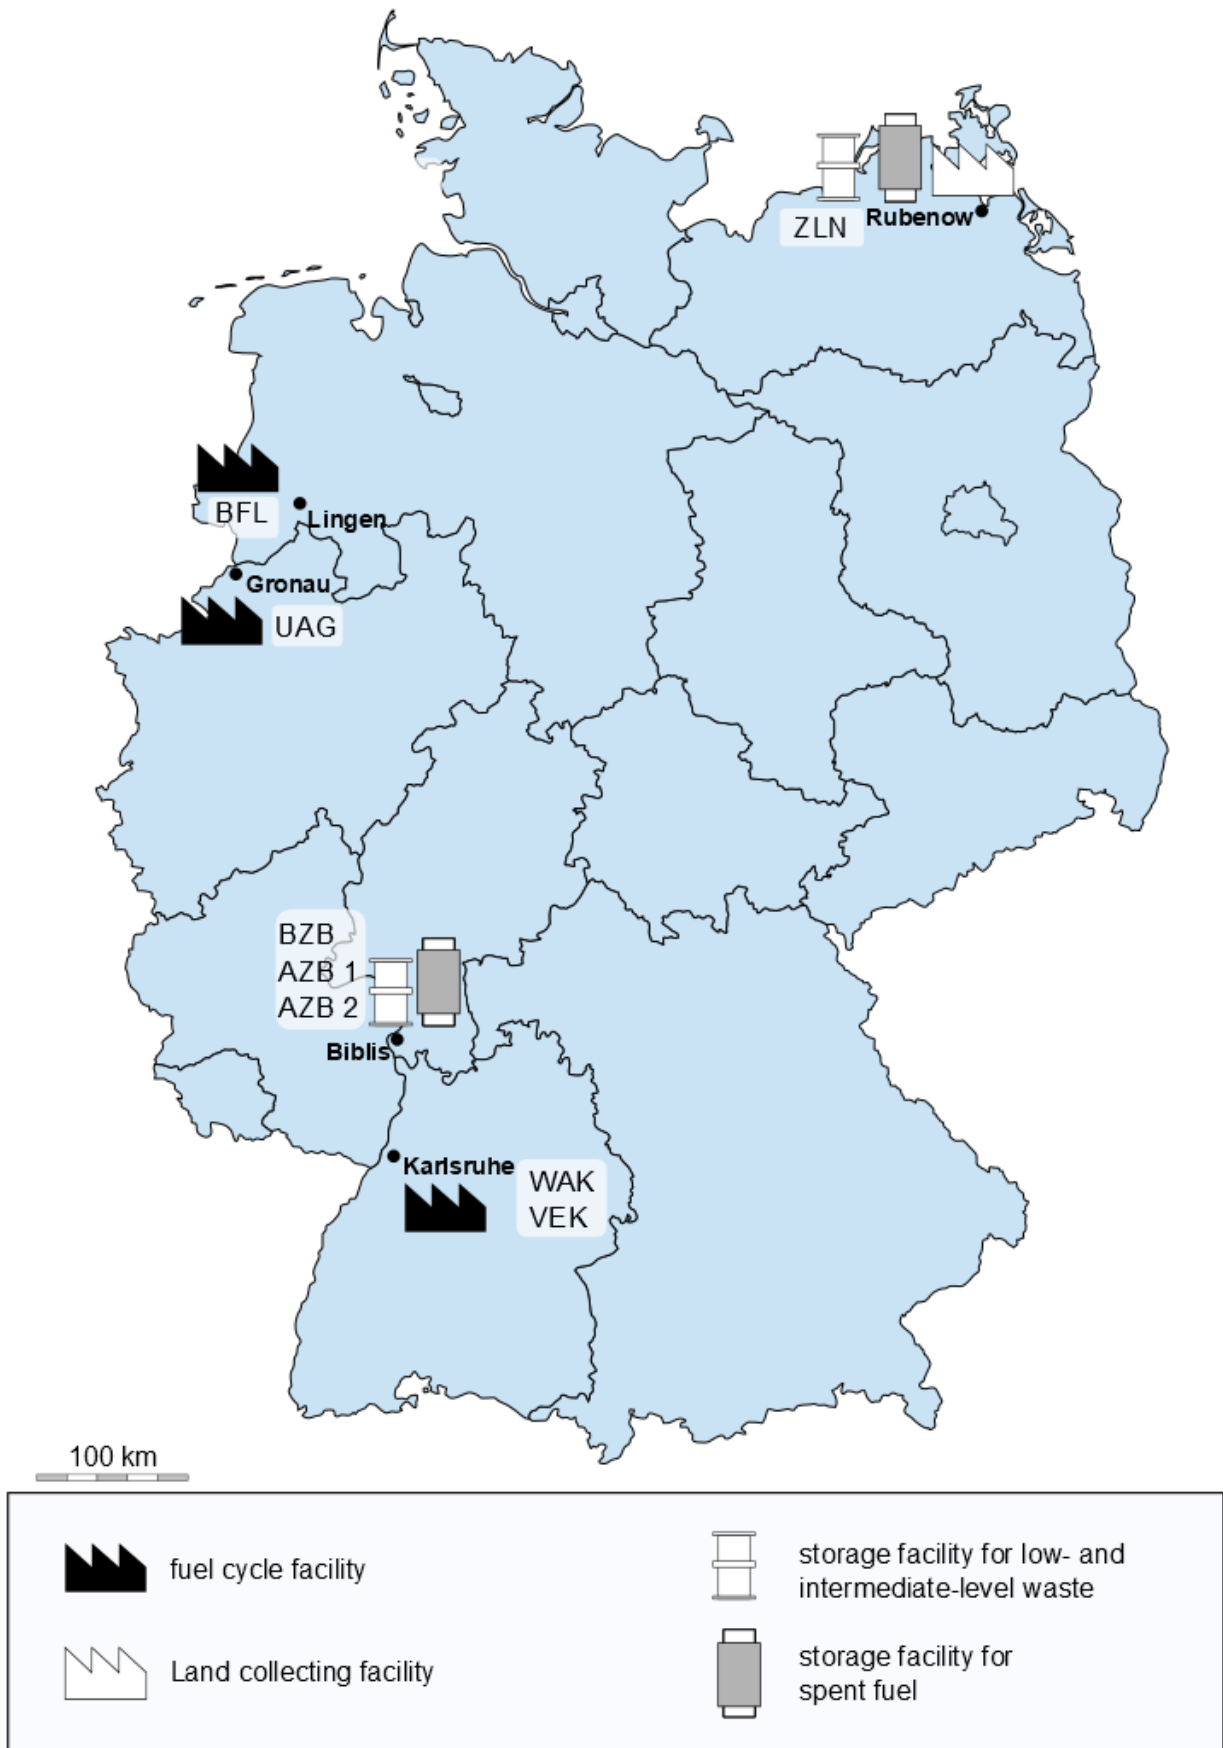 ZLN
Rubenow
BFL
Lingen
Gronau
UAG
BZB
AZB 1
AZB 2
Biblis
Karlsruhe
WAK
VEK
100 km
fuel cycle facility
storage facility for low- and
intermediate-level waste
Land collecting facility
storage facility for
spent fuel